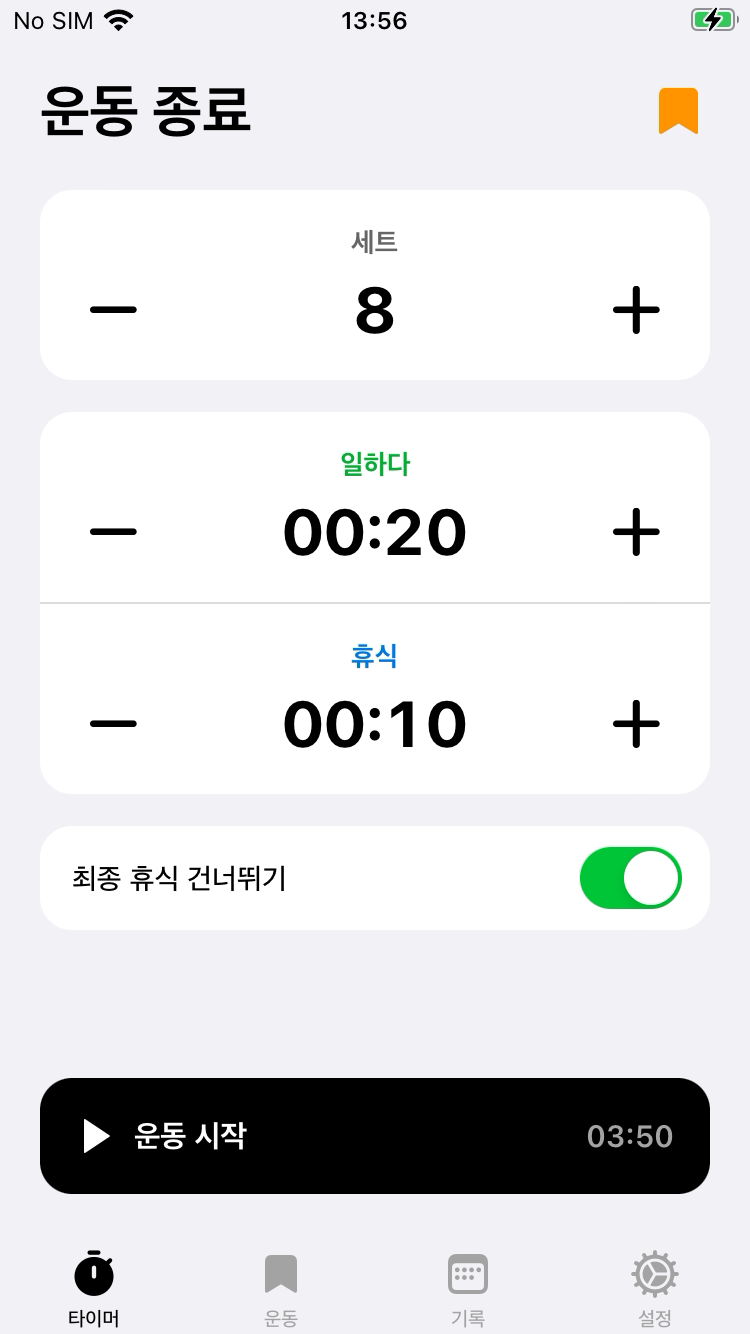 No SIM 13:56
운동 종료
세트
8
일하다
00:20
휴식
00:10
최종 휴식 건너뛰기
운동 시작 03:50
타이머 운동 기록 설정